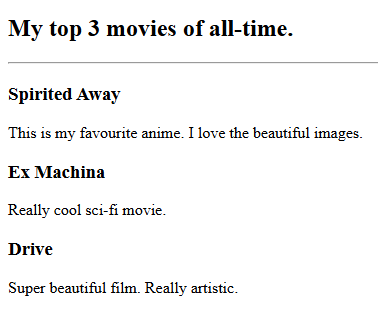 My top 3 movies of all-time.
Spirited Away
This is my favourite anime. I love the beautiful images.
Ex Machina
Really cool sci-fi movie.
Drive
Super beautiful film. Really artistic.